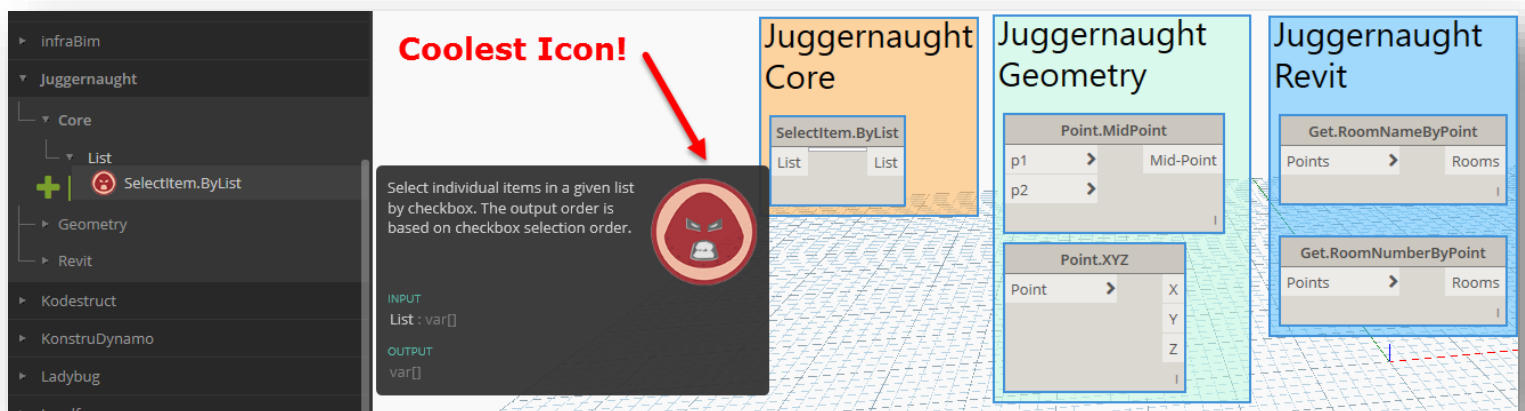 infraBim
Juggernaught
Core
List
SelectItem.ByList
Geometry
Revit
Kodestruct
KonstruDynamo
Ladybug
Coolest Icon!
Select individual items in a given list
by checkbox. The output order is
based on checkbox selection order.
INPUT
List : var[]
OUTPUT
var[]
Juggernaught
Core
SelectItem.ByList
List List
Juggernaught
Geometry
Point.MidPoint
p1 > Mid-Point
p2 >
Point.XYZ
Point > X
Y
Z
Juggernaught
Revit
Get.RoomNameByPoint
Points > Rooms
Get.RoomNumberByPoint
Points > Rooms